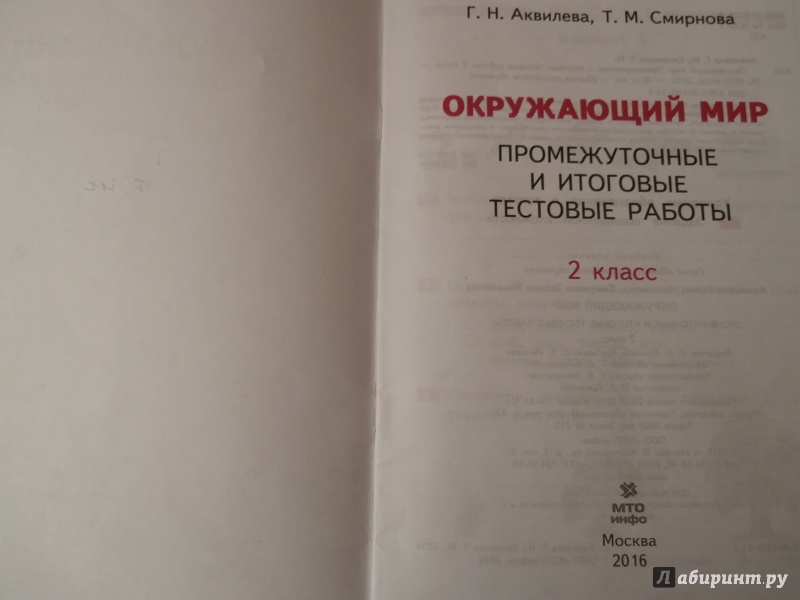 Г. Н. Аквилева, Т. М. Смирнова
ОКРУЖАЮЩИЙ МИР
ПРОМЕЖУТОЧНЫЕ
И ИТОГОВЫЕ
ТЕСТОВЫЕ РАБОТЫ
2 класс
МТО
инфо
Москва
2016
Лабиринт.ру